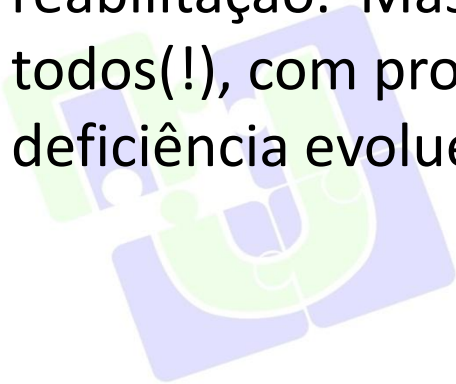 reabilitação. Mas
todos(!), com pro
deficiência evolue